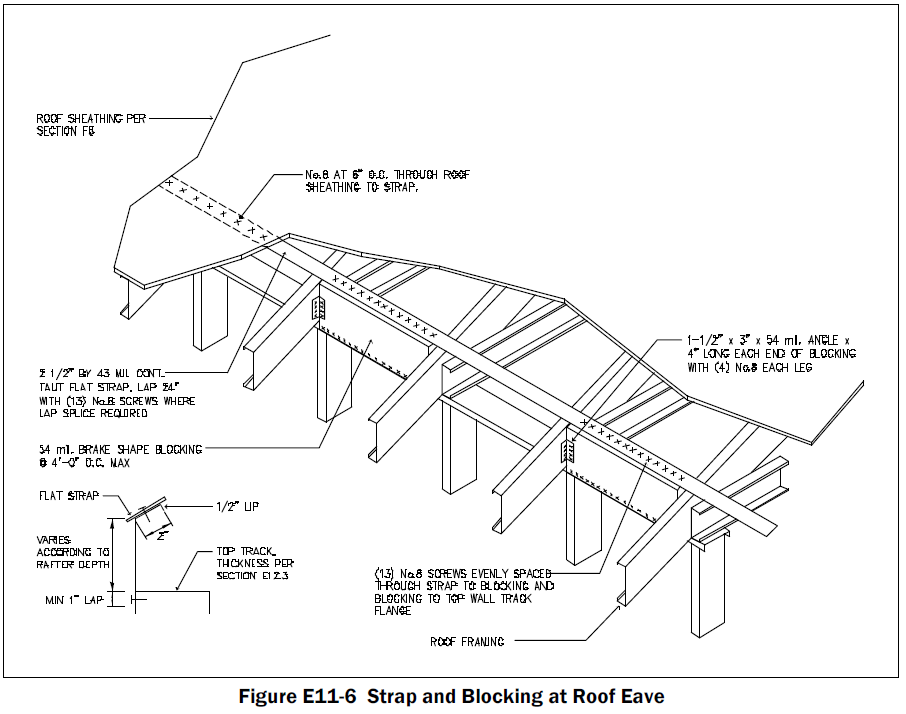 ROOF SHEATHING PER
SECTION F6
No.8 AT 6" O.C. THROUGH ROOF
SHEATHING TO STRAP.
1-1/2" x 3" x 54 mil. ANGLE x
4" LONG EACH END OF BLOCKING
WITH (4) No.8 EACH LEG
2 1/2" BY 43 MIL CONT.
TAUT FLAT STRAP. LAP 24"
WITH (13) No.8 SCREWS WHERE
LAP SPLICE REQUIRED
54 mil. BRAKE SHAPE BLOCKING
@ 4'-0" O.C. MAX
FLAT STRAP
1/2" LIP
2"
VARIES
ACCORDING TO
RAFTER DEPTH
TOP TRACK.
THICKNESS PER
SECTION E12.3
MIN 1" LAP
(13) No.8 SCREWS EVENLY SPACED
THROUGH STRAP TO BLOCKING AND
BLOCKING TO TOP WALL TRACK
FLANGE
ROOF FRAMING
Figure E11-6 Strap and Blocking at Roof Eave